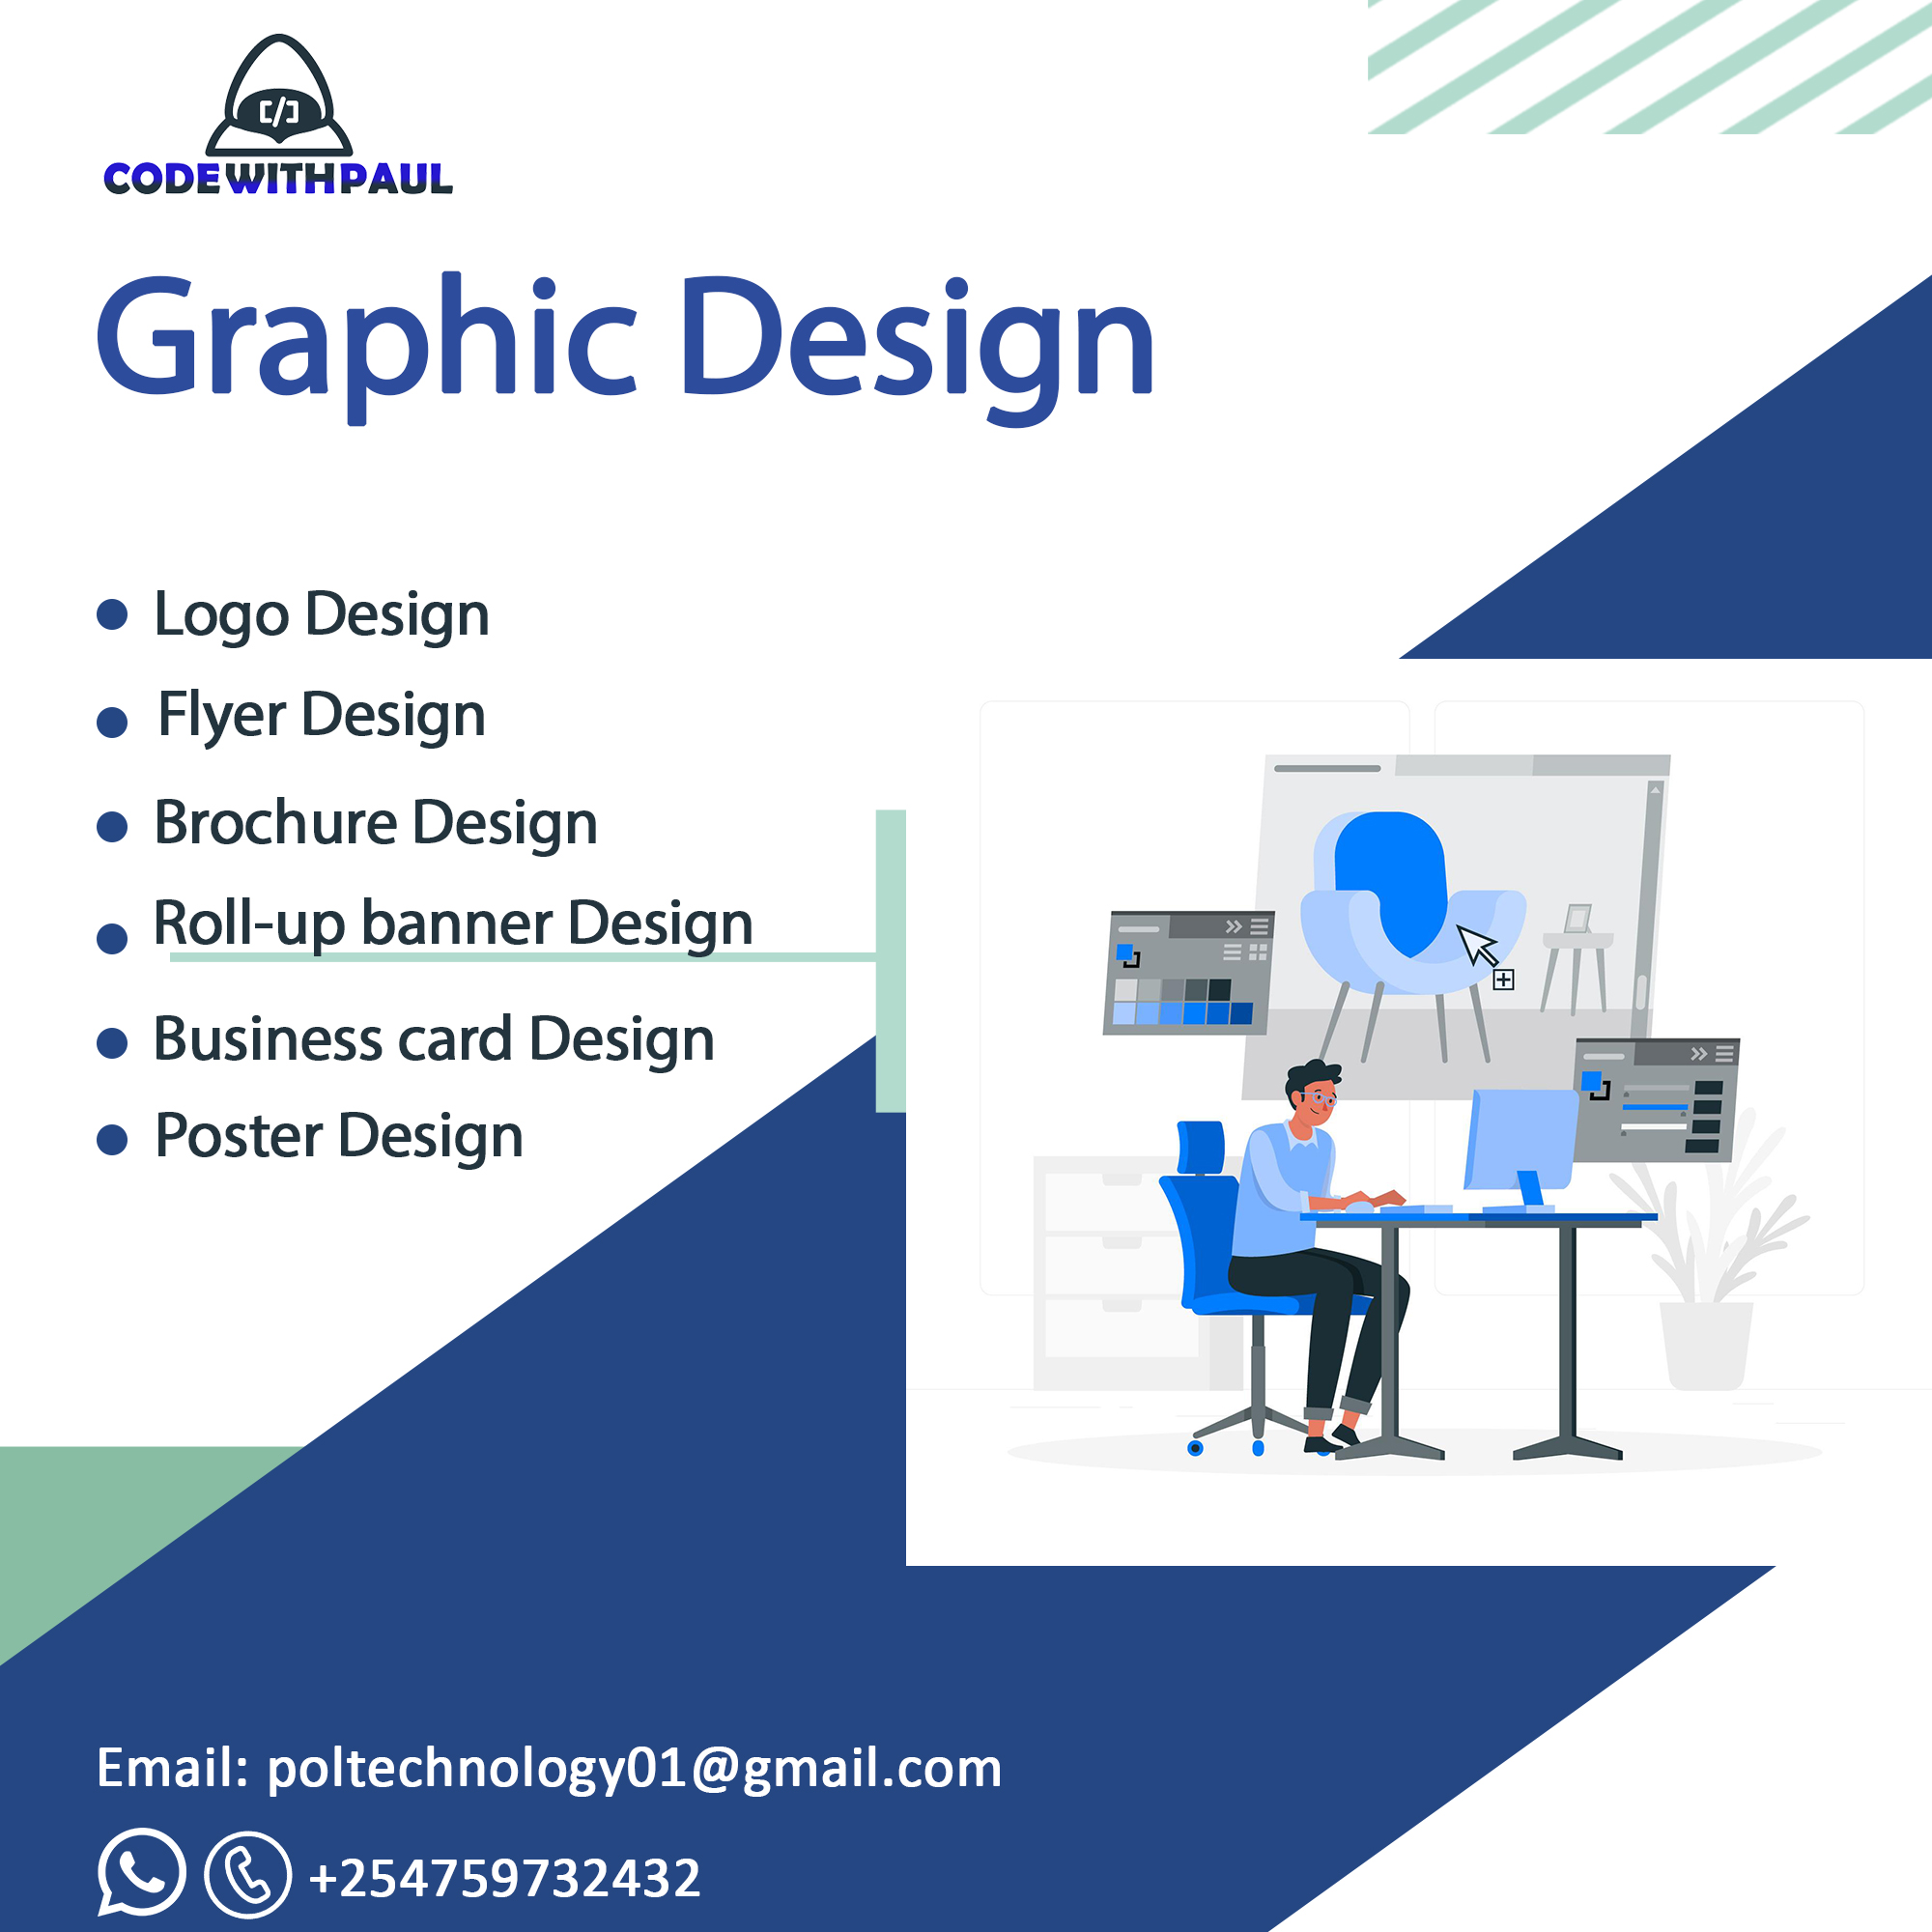 [/]
CODEWITHPAUL
Graphic Design
Logo Design
Flyer Design
Brochure Design
Roll-up banner Design
Business card Design
Poster Design
Email: poltechnology01@gmail.com
+254759732432